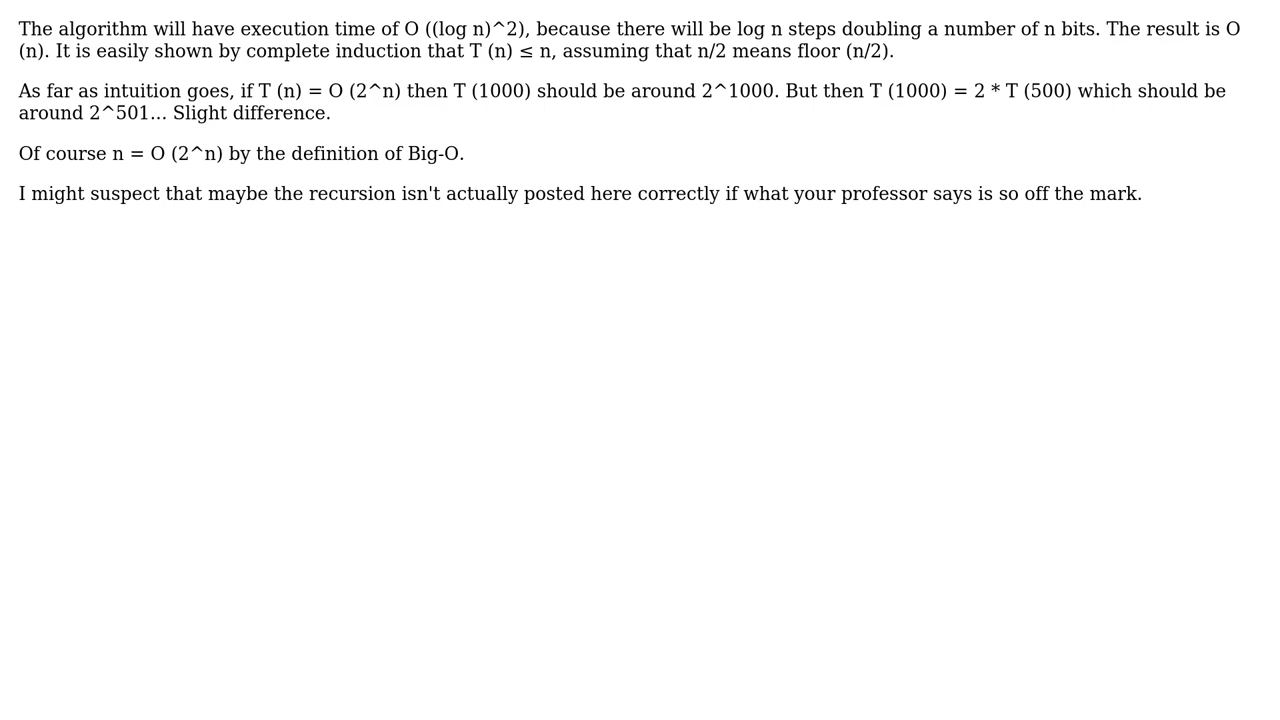 The algorithm will have execution time of O ((log n)^2), because there will be log n steps doubling a number of n bits. The result is O
(n). It is easily shown by complete induction that T (n) ≤ n, assuming that n/2 means floor (n/2).
As far as intuition goes, if T (n) = O (2^n) then T (1000) should be around 2^1000. But then T (1000) = 2 * T (500) which should be
around 2^501... Slight difference.
Of course n = O (2^n) by the definition of Big-O.
I might suspect that maybe the recursion isn't actually posted here correctly if what your professor says is so off the mark.